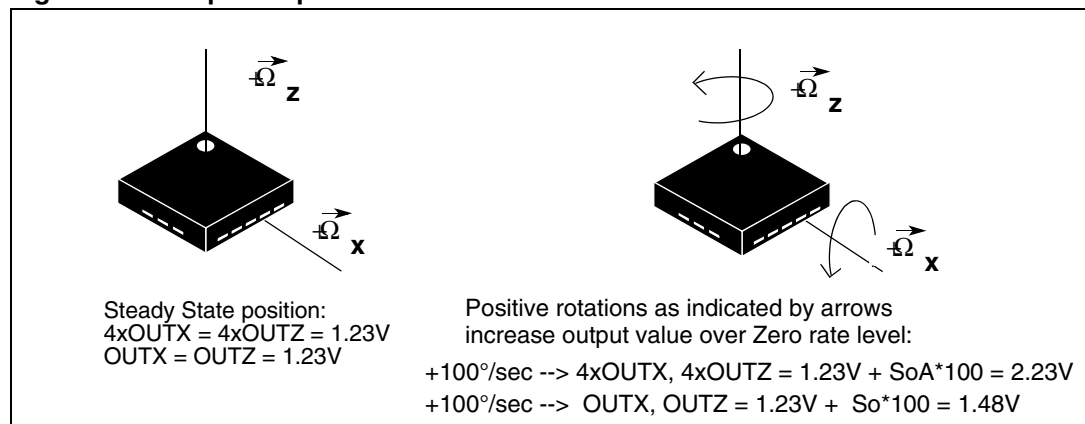 +Ω z
+Ω x
Steady State position:
4xOUTX = 4xOUTZ = 1.23V
OUTX = OUTZ = 1.23V
+Ω z
+Ω x
Positive rotations as indicated by arrows
increase output value over Zero rate level:
+100°/sec --> 4xOUTX, 4xOUTZ = 1.23V + SoA*100 = 2.23V
+100°/sec --> OUTX, OUTZ = 1.23V + So*100 = 1.48V